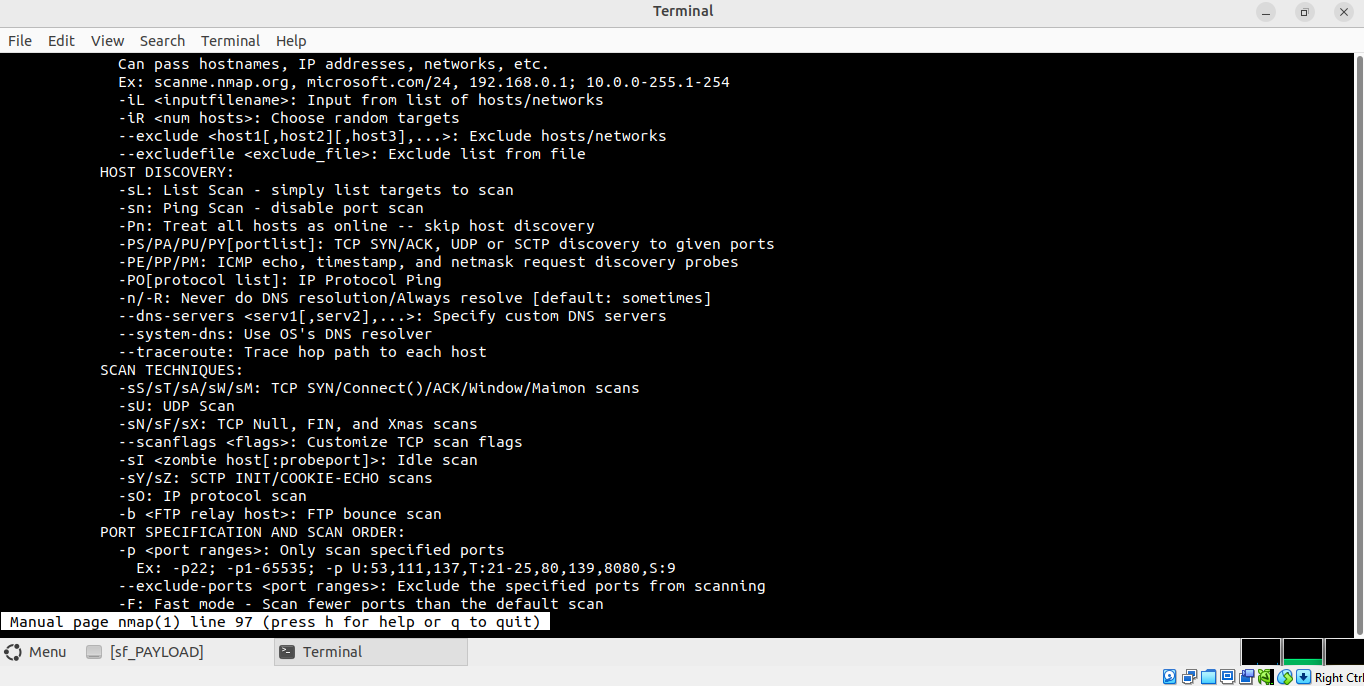 Terminal
File Edit View Search Terminal Help
Can pass hostnames, IP addresses, networks, etc.
Ex: scanme.nmap.org, microsoft.com/24, 192.168.0.1; 10.0.0-255.1-254
-iL <inputfilename>: Input from list of hosts/networks
-iR <num hosts>: Choose random targets
--exclude <host1[,host2][,host3],...>: Exclude hosts/networks
--excludefile <exclude_file>: Exclude list from file
HOST DISCOVERY:
-sL: List Scan - simply list targets to scan
-sn: Ping Scan - disable port scan
-Pn: Treat all hosts as online -- skip host discovery
-PS/PA/PU/PY[portlist]: TCP SYN/ACK, UDP or SCTP discovery to given ports
-PE/PP/PM: ICMP echo, timestamp, and netmask request discovery probes
-PO[protocol list]: IP Protocol Ping
-n/-R: Never do DNS resolution/Always resolve [default: sometimes]
--dns-servers <serv1[,serv2],...>: Specify custom DNS servers
--system-dns: Use OS's DNS resolver
--traceroute: Trace hop path to each host
SCAN TECHNIQUES:
-sS/sT/sA/sW/sM: TCP SYN/Connect()/ACK/Window/Maimon scans
-sU: UDP Scan
-sN/sF/sX: TCP Null, FIN, and Xmas scans
--scanflags <flags>: Customize TCP scan flags
-sI <zombie host[:probeport]>: Idle scan
-sY/sZ: SCTP INIT/COOKIE-ECHO scans
-sO: IP protocol scan
-b <FTP relay host>: FTP bounce scan
PORT SPECIFICATION AND SCAN ORDER:
-p <port ranges>: Only scan specified ports
Ex: -p22; -p1-65535; -p U:53,111,137,T:21-25,80,139,8080,S:9
--exclude-ports <port ranges>: Exclude the specified ports from scanning
-F: Fast mode - Scan fewer ports than the default scan
Manual page nmap(1) line 97 (press h for help or q to quit)
Menu [sf_PAYLOAD] Terminal
Right Ctrl